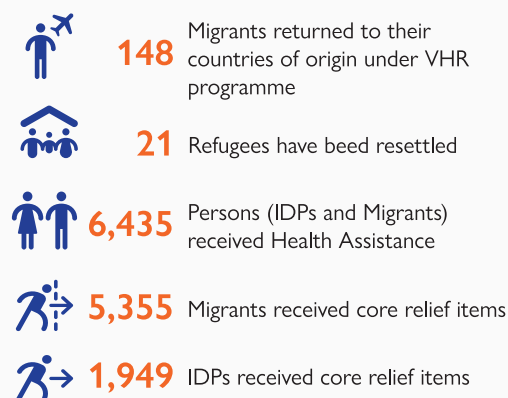 148 Migrants returned to their
countries of origin under VHR
programme
21 Refugees have beed resettled
6,435 Persons (IDPs and Migrants)
received Health Assistance
5,355 Migrants received core relief items
1,949 IDPs received core relief items